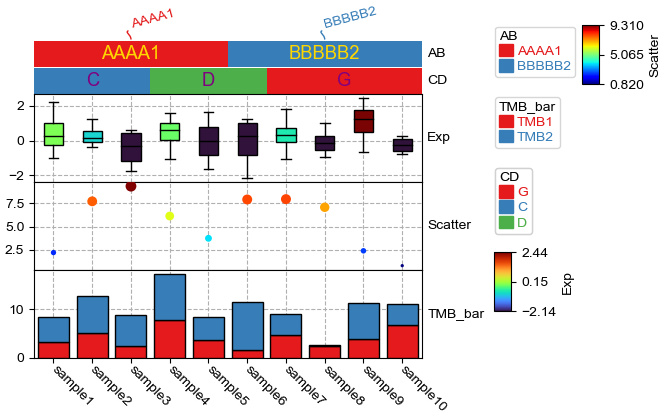 AAAA1
BBBBB2
AAAA1
BBBBB2
AB
C
D
G
CD
2
0
−2
Exp
7.5
5.0
2.5
Scatter
10
0
TMB_bar
sample1
sample2
sample3
sample4
sample5
sample6
sample7
sample8
sample9
sample10
AB
AAAA1
BBBBB2
TMB_bar
TMB1
TMB2
CD
G
C
D
2.44
0.15
−2.14
Exp
9.310
5.065
0.820
Scatter